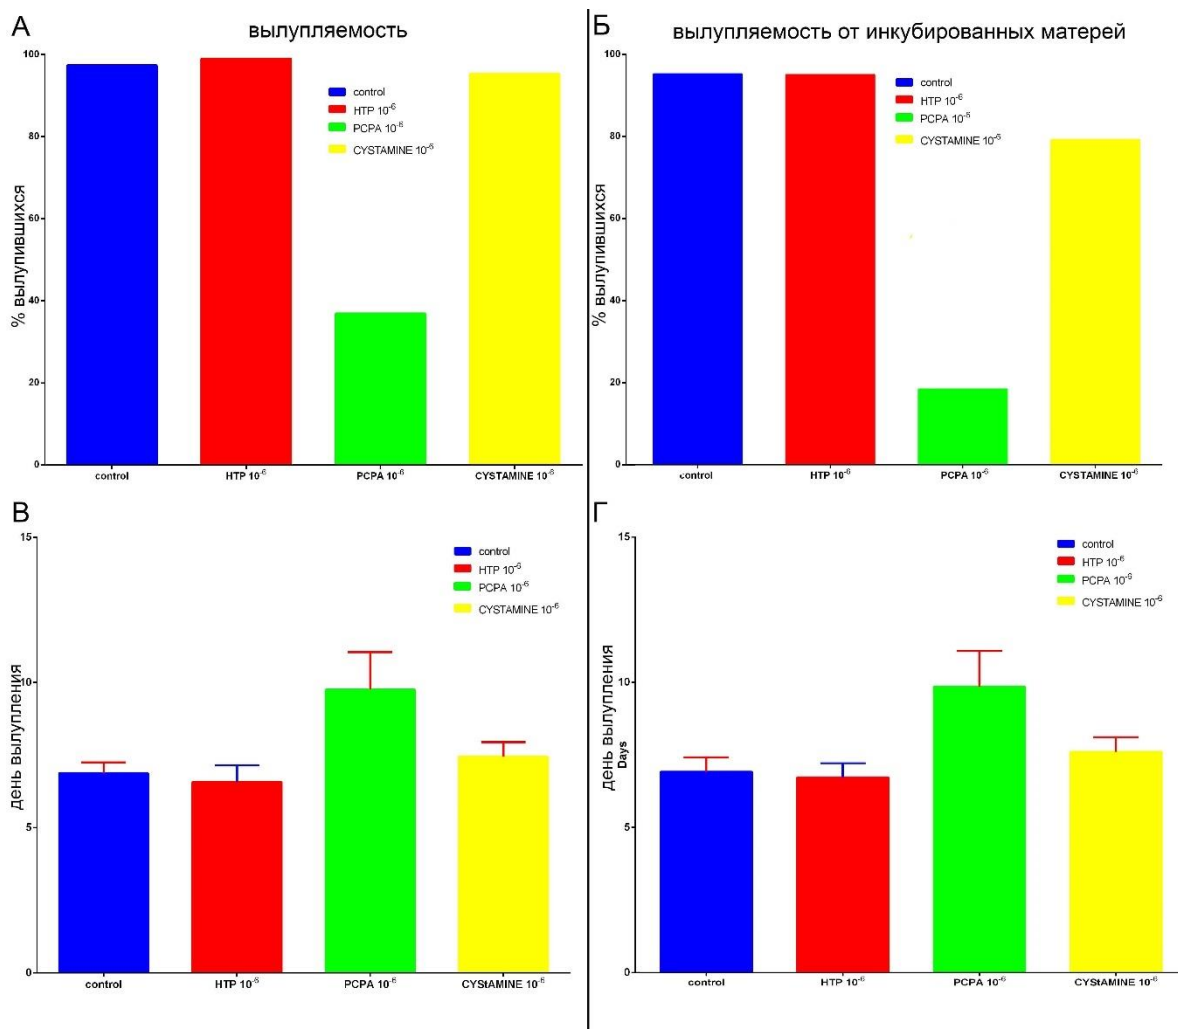 А
вылупляемость
% вылупившихся
100
80
60
40
20
0
control
HTP 10⁻⁶
PCPA 10⁻⁶
CYSTAMINE 10⁻⁶
control
HTP 10⁻⁶
PCPA 10⁻⁶
CYSTAMINE 10⁻⁶
Б
вылупляемость от инкубированных матерей
% вылупившихся
100
80
60
40
20
0
control
HTP 10⁻⁶
PCPA 10⁻⁶
CYSTAMINE 10⁻⁶
control
HTP 10⁻⁶
PCPA 10⁻⁶
CYSTAMINE 10⁻⁶
В
день вылупления
15
10
5
0
control
HTP 10⁻⁶
PCPA 10⁻⁶
CYSTAMINE 10⁻⁶
control
HTP 10⁻⁶
PCPA 10⁻⁶
CYStAMINE 10⁻⁶
Г
день вылупления
Days
15
10
5
0
control
HTP 10⁻⁶
PCPA 10⁻⁶
CYSTAMINE 10⁻⁶
control
HTP 10⁻⁶
PCPA 10⁻⁶
CYStAMINE 10⁻⁶